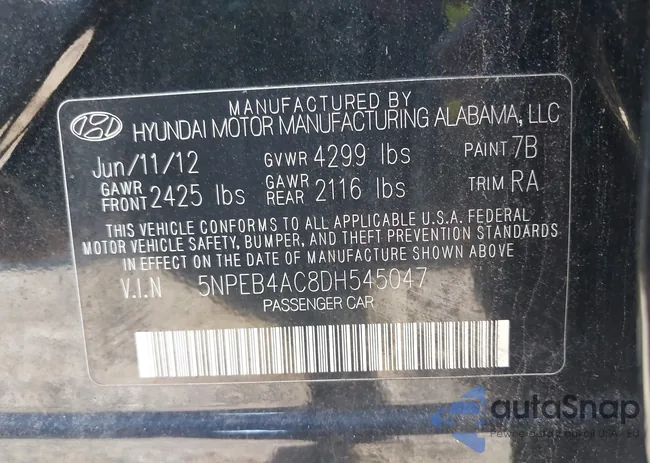 MANUFACTURED BY
HYUNDAI MOTOR MANUFACTURING ALABAMA, LLC
Jun/11/12 GVWR 4299 lbs PAINT 7B
GAWR FRONT 2425 lbs GAWR REAR 2116 lbs TRIM RA
THIS VEHICLE CONFORMS TO ALL APPLICABLE U.S.A. FEDERAL
MOTOR VEHICLE SAFETY, BUMPER, AND THEFT PREVENTION STANDARDS
IN EFFECT ON THE DATE OF MANUFACTURE SHOWN ABOVE
V.I.N 5NPEB4AC8DH545047
PASSENGER CAR
autoSnap